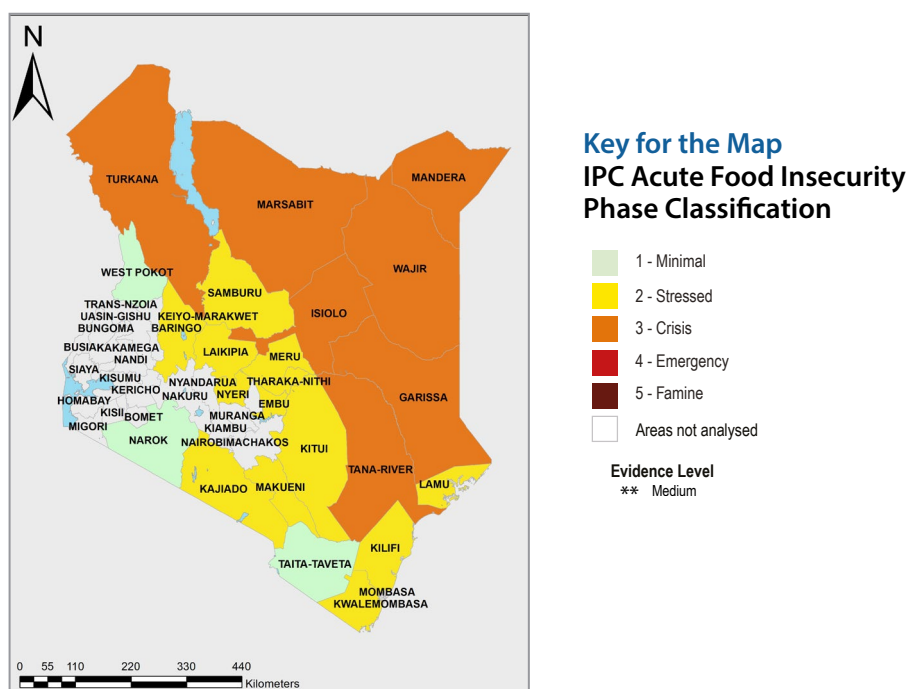 N
TURKANA
MANDERA
MARSABIT
WAJIR
WEST POKOT
SAMBURU
TRANS-NZOIA
ISIOLO
UASIN-GISHU KEIYO-MARAKWET
BUNGOMA BARINGO
BUSIAKAKAMEGA
LAIKIPIA
MERU
NANDI
SIAYA
KISUMU
NYANDARUA
THARAKA-NITHI
KERICHO
NAKURU
NYERI
GARISSA
HOMABAY
EMBU
KISII
BOMET
MURANGA
MIGORI
KIAMBU
NAROK
NAIROBIMACHAKOS
KITUI
TANA-RIVER
KAJIADO
MAKUENI
LAMU
KILIFI
TAITA-TAVETA
MOMBASA
KWALEMOMBASA
0 55 110 220 330 440
Kilometers
Key for the Map
IPC Acute Food Insecurity
Phase Classification
1 - Minimal
2 - Stressed
3 - Crisis
4 - Emergency
5 - Famine
Areas not analysed
Evidence Level
** Medium